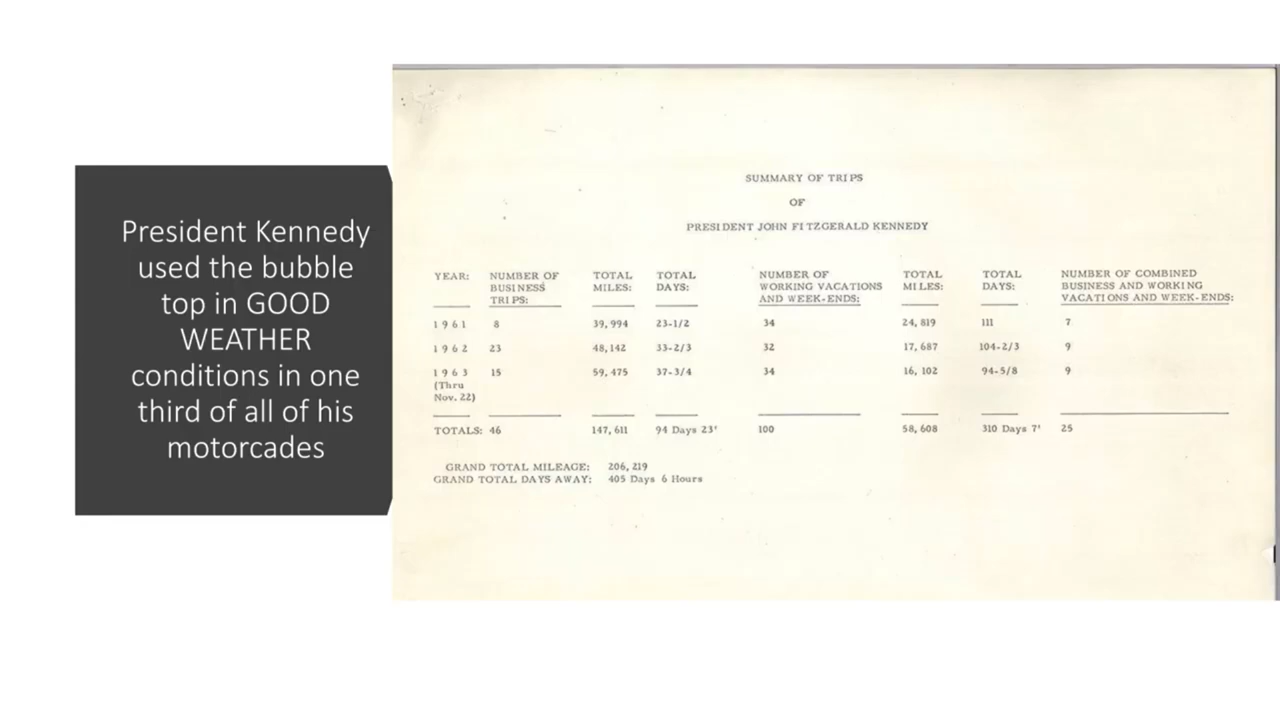 President Kennedy
used the bubble
top in GOOD
WEATHER
conditions in one
third of all of his
motorcades
SUMMARY OF TRIPS
OF
PRESIDENT JOHN FITZGERALD KENNEDY
YEAR: NUMBER OF BUSINESS TRIPS: TOTAL MILES: TOTAL DAYS: NUMBER OF WORKING VACATIONS AND WEEK-ENDS: TOTAL MILES: TOTAL DAYS: NUMBER OF COMBINED BUSINESS AND WORKING VACATIONS AND WEEK-ENDS:
1961 8 39,994 23-1/2 34 24,819 111 7
1962 23 48,142 33-2/3 32 17,687 104-2/3 9
1963 15 59,475 37-3/4 34 16,102 94-5/8 9
(Thru
Nov. 22)
TOTALS: 46 147,611 94 Days 23' 100 58,608 310 Days 7' 25
GRAND TOTAL MILEAGE: 206,219
GRAND TOTAL DAYS AWAY: 405 Days 6 Hours